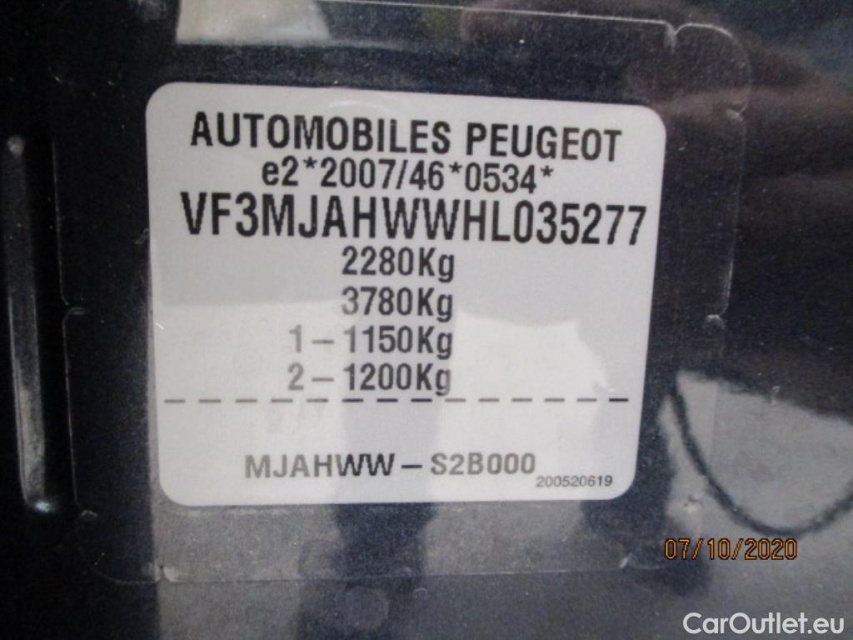 AUTOMOBILES PEUGEOT
e2*2007/46*0534*
VF3MJAHWWHL035277
2280Kg
3780Kg
1-1150Kg
2-1200Kg
MJAHWW-S2B000
200520619
07/10/2020
CarOutlet.eu